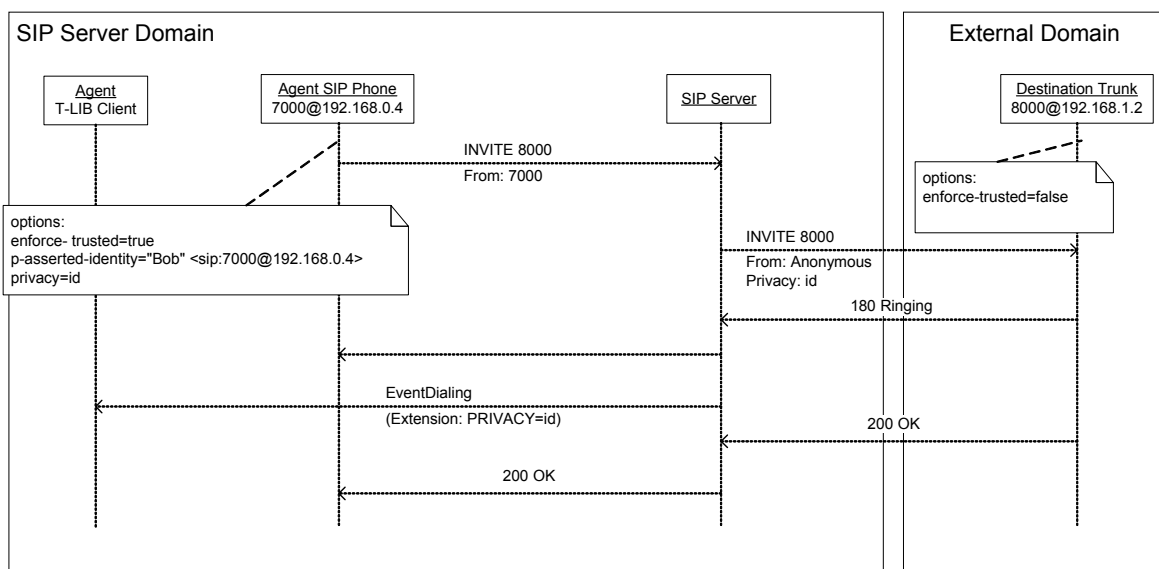 SIP Server Domain
External Domain
Agent
T-LIB Client
Agent SIP Phone
7000@192.168.0.4
SIP Server
Destination Trunk
8000@192.168.1.2
INVITE 8000
From: 7000
options:
enforce-trusted=false
options:
enforce- trusted=true
p-asserted-identity="Bob" <sip:7000@192.168.0.4>
privacy=id
INVITE 8000
From: Anonymous
Privacy: id
180 Ringing
EventDialing
(Extension: PRIVACY=id)
200 OK
200 OK